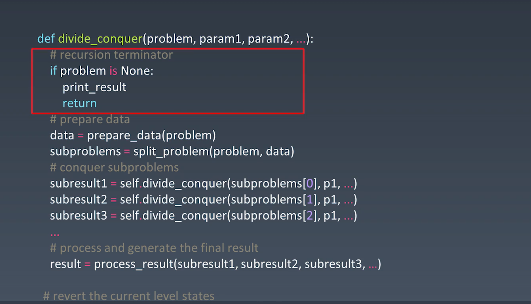 def divide_conquer(problem, param1, param2, ...):
# recursion terminator
if problem is None:
print_result
return
# prepare data
data = prepare_data(problem)
subproblems = split_problem(problem, data)
# conquer subproblems
subresult1 = self.divide_conquer(subproblems[0], p1, ...)
subresult2 = self.divide_conquer(subproblems[1], p1, ...)
subresult3 = self.divide_conquer(subproblems[2], p1, ...)
...
# process and generate the final result
result = process_result(subresult1, subresult2, subresult3, ...)
# revert the current level states